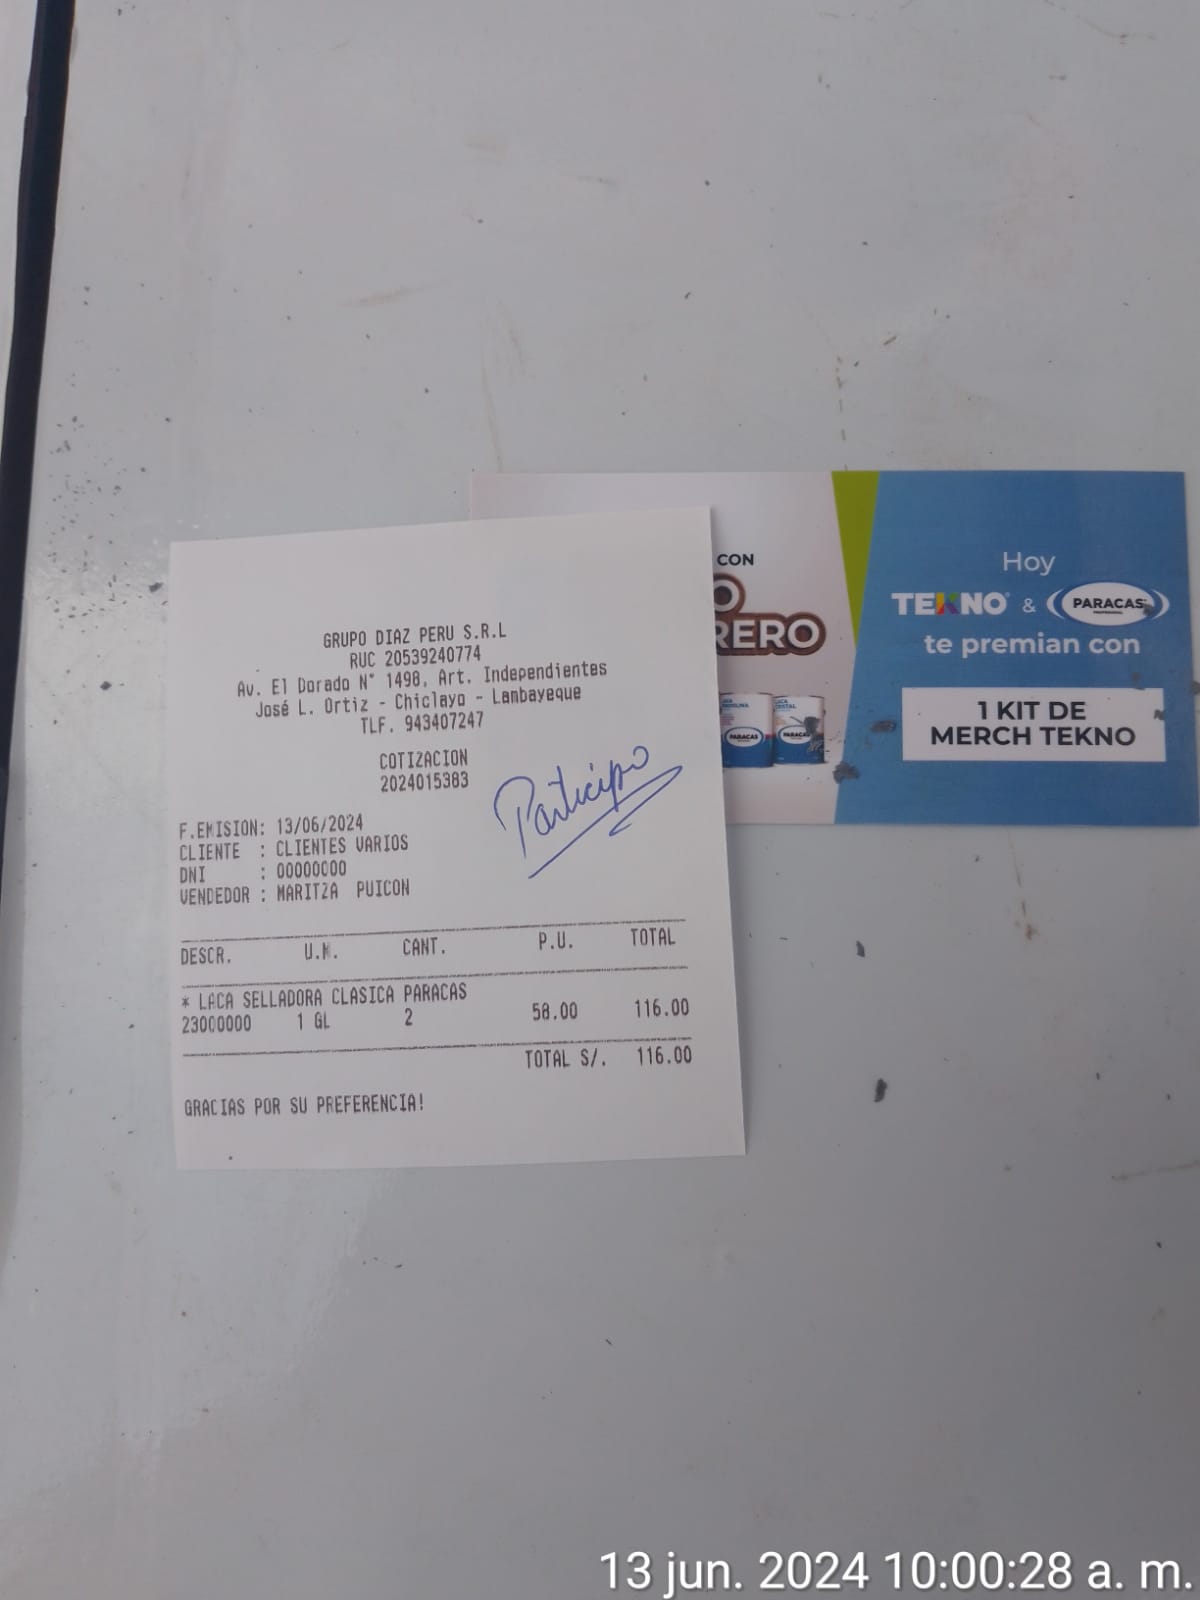 GRUPO DIAZ PERU S.R.L
RUC 20539240774
Av. El Dorado N° 1498, Art. Independientes
José L. Ortiz - Chiclayo - Lambayeque
TLF. 943407247
COTIZACION
2024015383
Participo
F.EMISION: 13/06/2024
CLIENTE : CLIENTES VARIOS
DNI : 00000000
VENDEDOR : MARITZA PUICON
DESCR. U.M. CANT. P.U. TOTAL
* LACA SELLADORA CLASICA PARACAS
23000000 1 GL 2 58.00 116.00
TOTAL S/. 116.00
GRACIAS POR SU PREFERENCIA!
CON
O
RERO
PARACAS
PARACAS
Hoy
TEKNO & PARACAS
te premian con
1 KIT DE
MERCH TEKNO
13 jun. 2024 10:00:28 a. m.